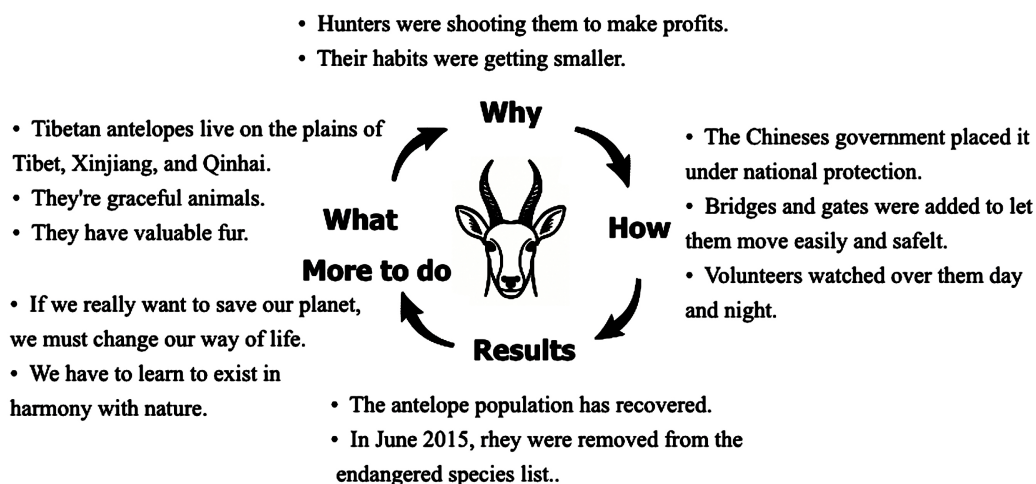 • Hunters were shooting them to make profits.
• Their habits were getting smaller.
Why
• Tibetan antelopes live on the plains of
Tibet, Xinjiang, and Qinhai.
• They're graceful animals.
• They have valuable fur.
What
• The Chineses government placed it
under national protection.
• Bridges and gates were added to let
them move easily and safelt.
• Volunteers watched over them day
and night.
How
More to do
• If we really want to save our planet,
we must change our way of life.
• We have to learn to exist in
harmony with nature.
Results
• The antelope population has recovered.
• In June 2015, rhey were removed from the
endangered species list..